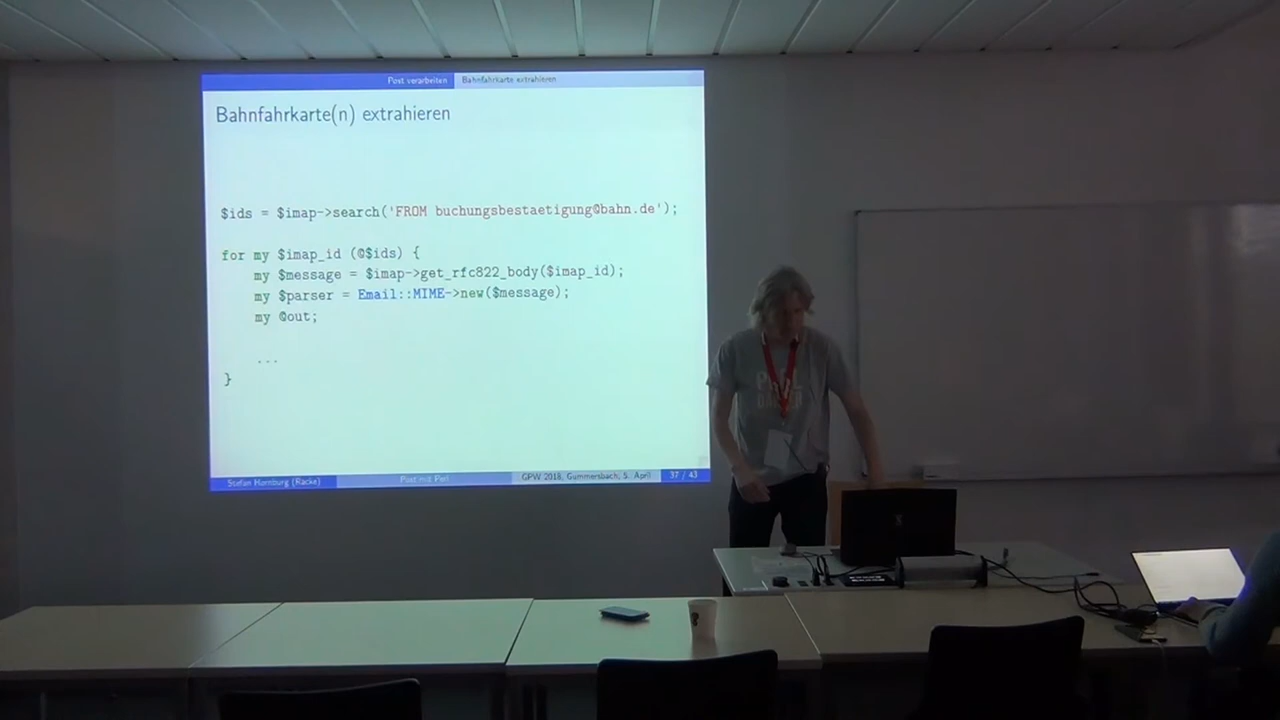 Post verarbeiten
Bahnfahrkarte extrahieren
Bahnfahrkarte(n) extrahieren
$ids = $imap->search('FROM buchungsbestaetigung@bahn.de');
for my $imap_id (@$ids) {
my $message = $imap->get_rfc822_body($imap_id);
my $parser = Email::MIME->new($message);
my @out;
...
}
Stefan Hornburg (Racke)
Post mit Perl
GPW 2018, Gummersbach, 5. April
37 / 43